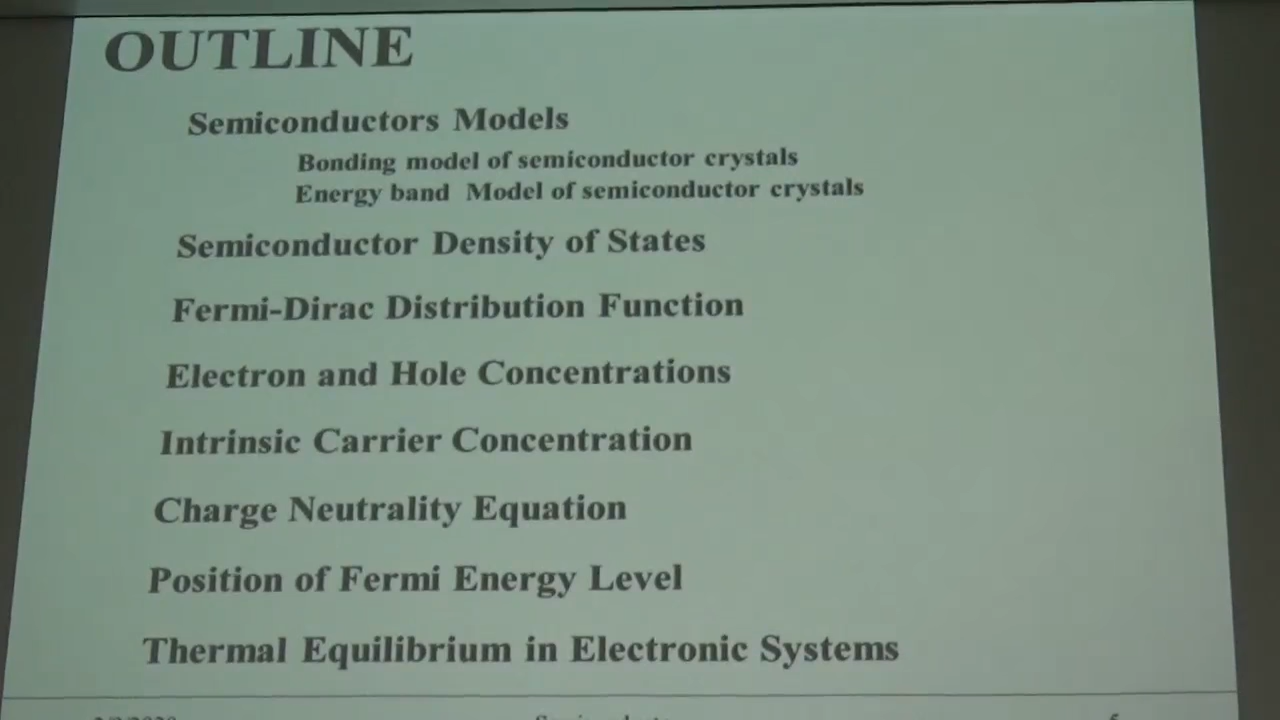 OUTLINE
Semiconductors Models
Bonding model of semiconductor crystals
Energy band Model of semiconductor crystals
Semiconductor Density of States
Fermi-Dirac Distribution Function
Electron and Hole Concentrations
Intrinsic Carrier Concentration
Charge Neutrality Equation
Position of Fermi Energy Level
Thermal Equilibrium in Electronic Systems